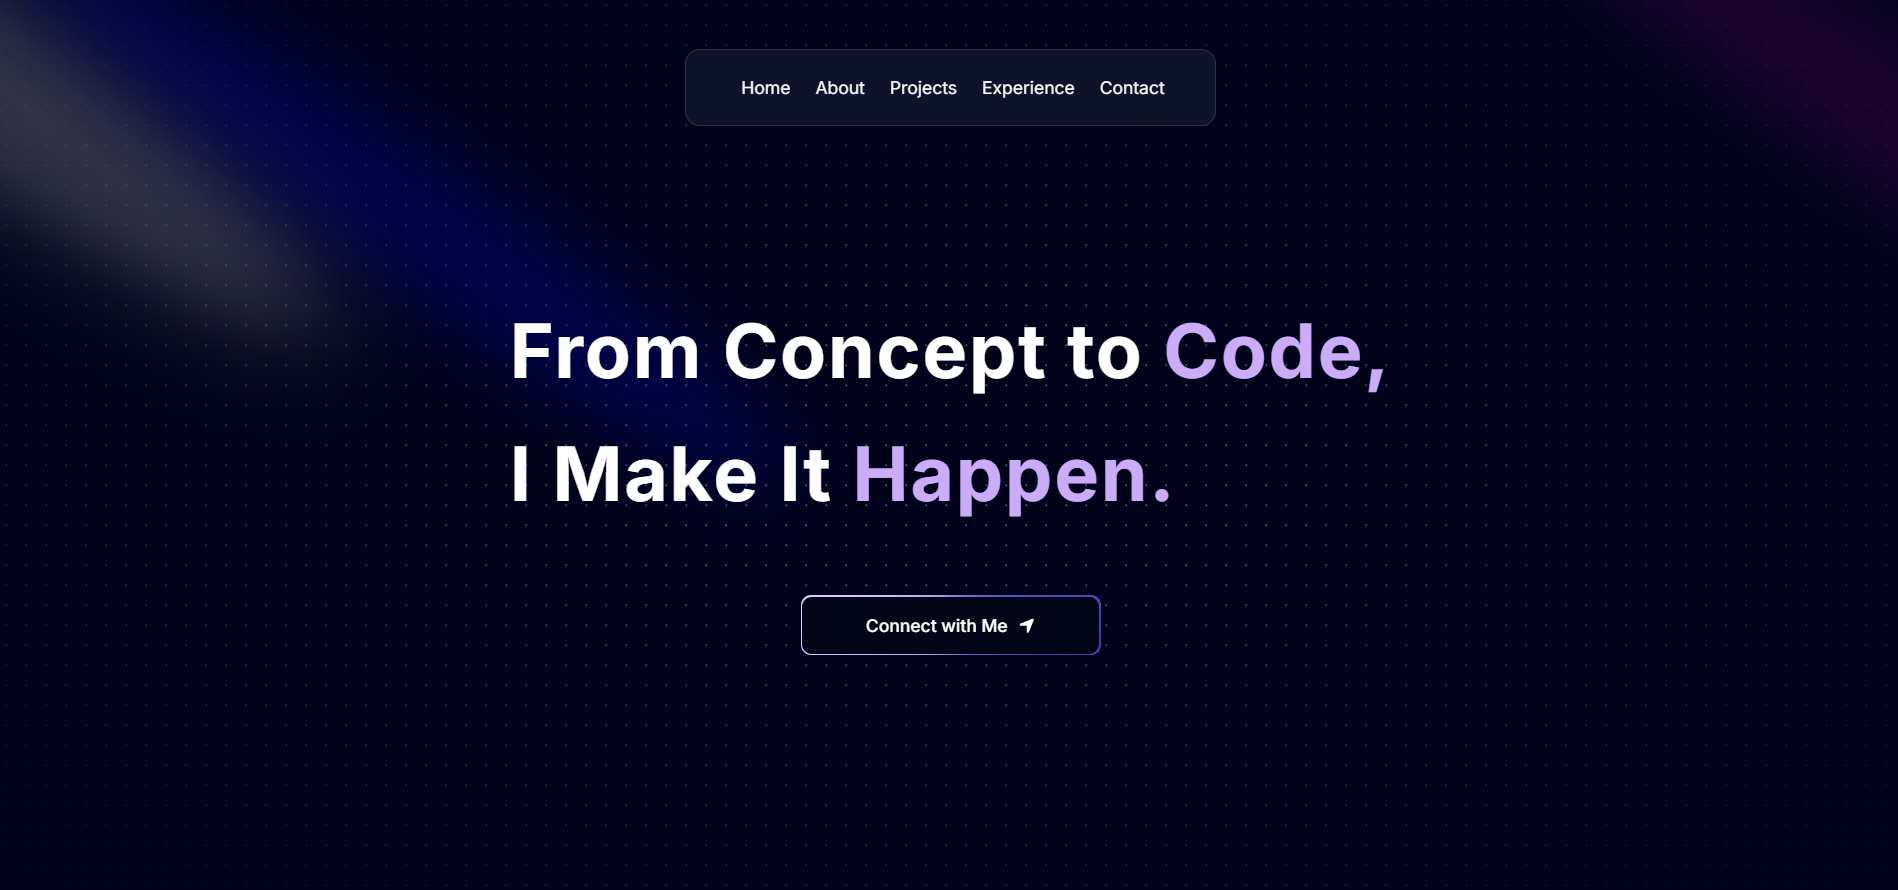 Home About Projects Experience Contact
From Concept to Code,
I Make It Happen.
Connect with Me